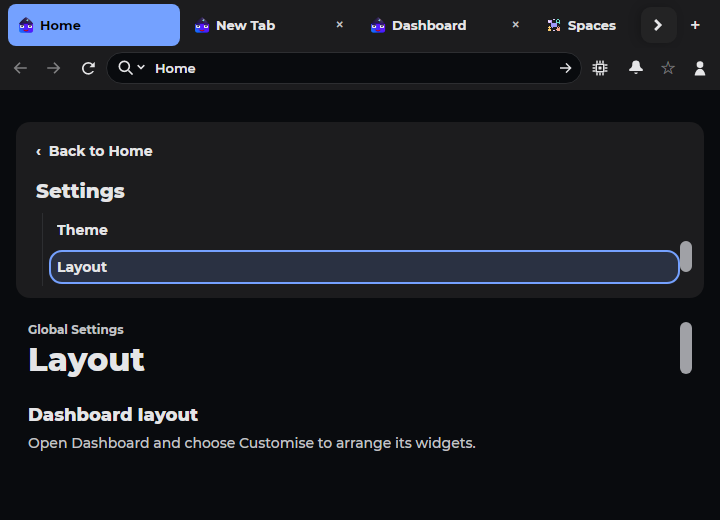 Home
New Tab
Dashboard
Spaces
Home
‹ Back to Home
Settings
Theme
Layout
Global Settings
Layout
Dashboard layout
Open Dashboard and choose Customise to arrange its widgets.